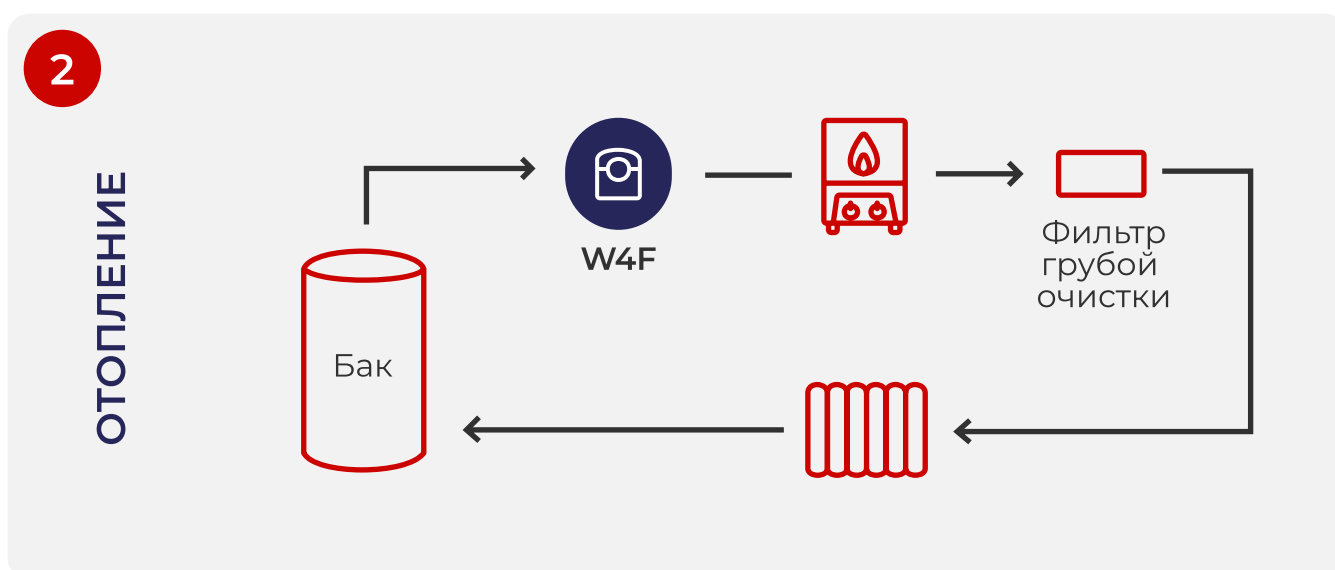 2
ОТОПЛЕНИЕ
W4F
Фильтр
грубой
очистки
Бак